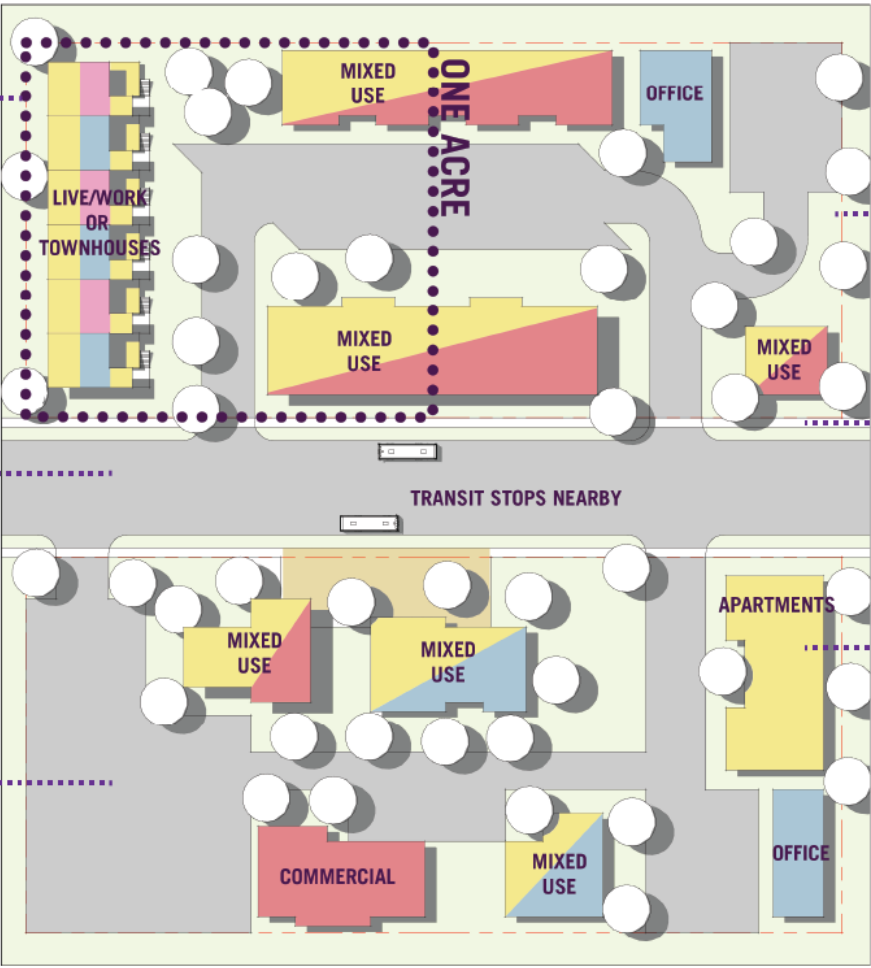 MIXED
USE
OFFICE
ONE ACRE
LIVE/WORK
OR
TOWNHOUSES
MIXED
USE
MIXED
USE
TRANSIT STOPS NEARBY
APARTMENTS
MIXED
USE
MIXED
USE
COMMERCIAL
MIXED
USE
OFFICE